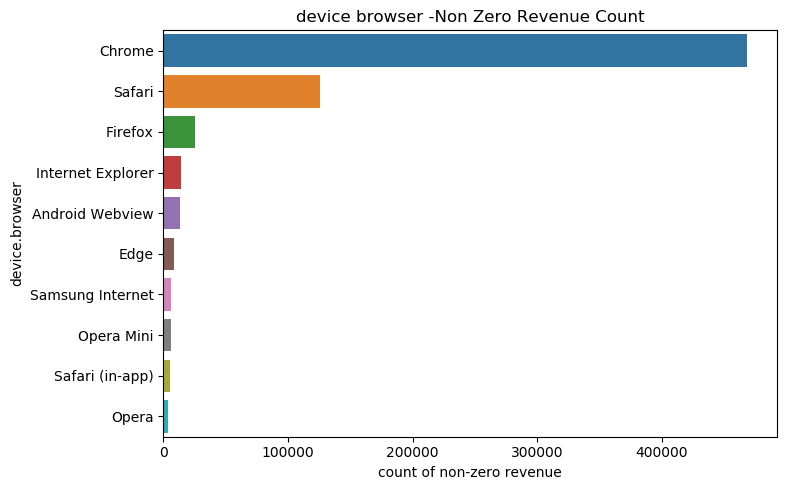 device browser -Non Zero Revenue Count
Chrome
Safari
Firefox
Internet Explorer
Android Webview
Edge
Samsung Internet
Opera Mini
Safari (in-app)
Opera
device.browser
0 100000 200000 300000 400000
count of non-zero revenue